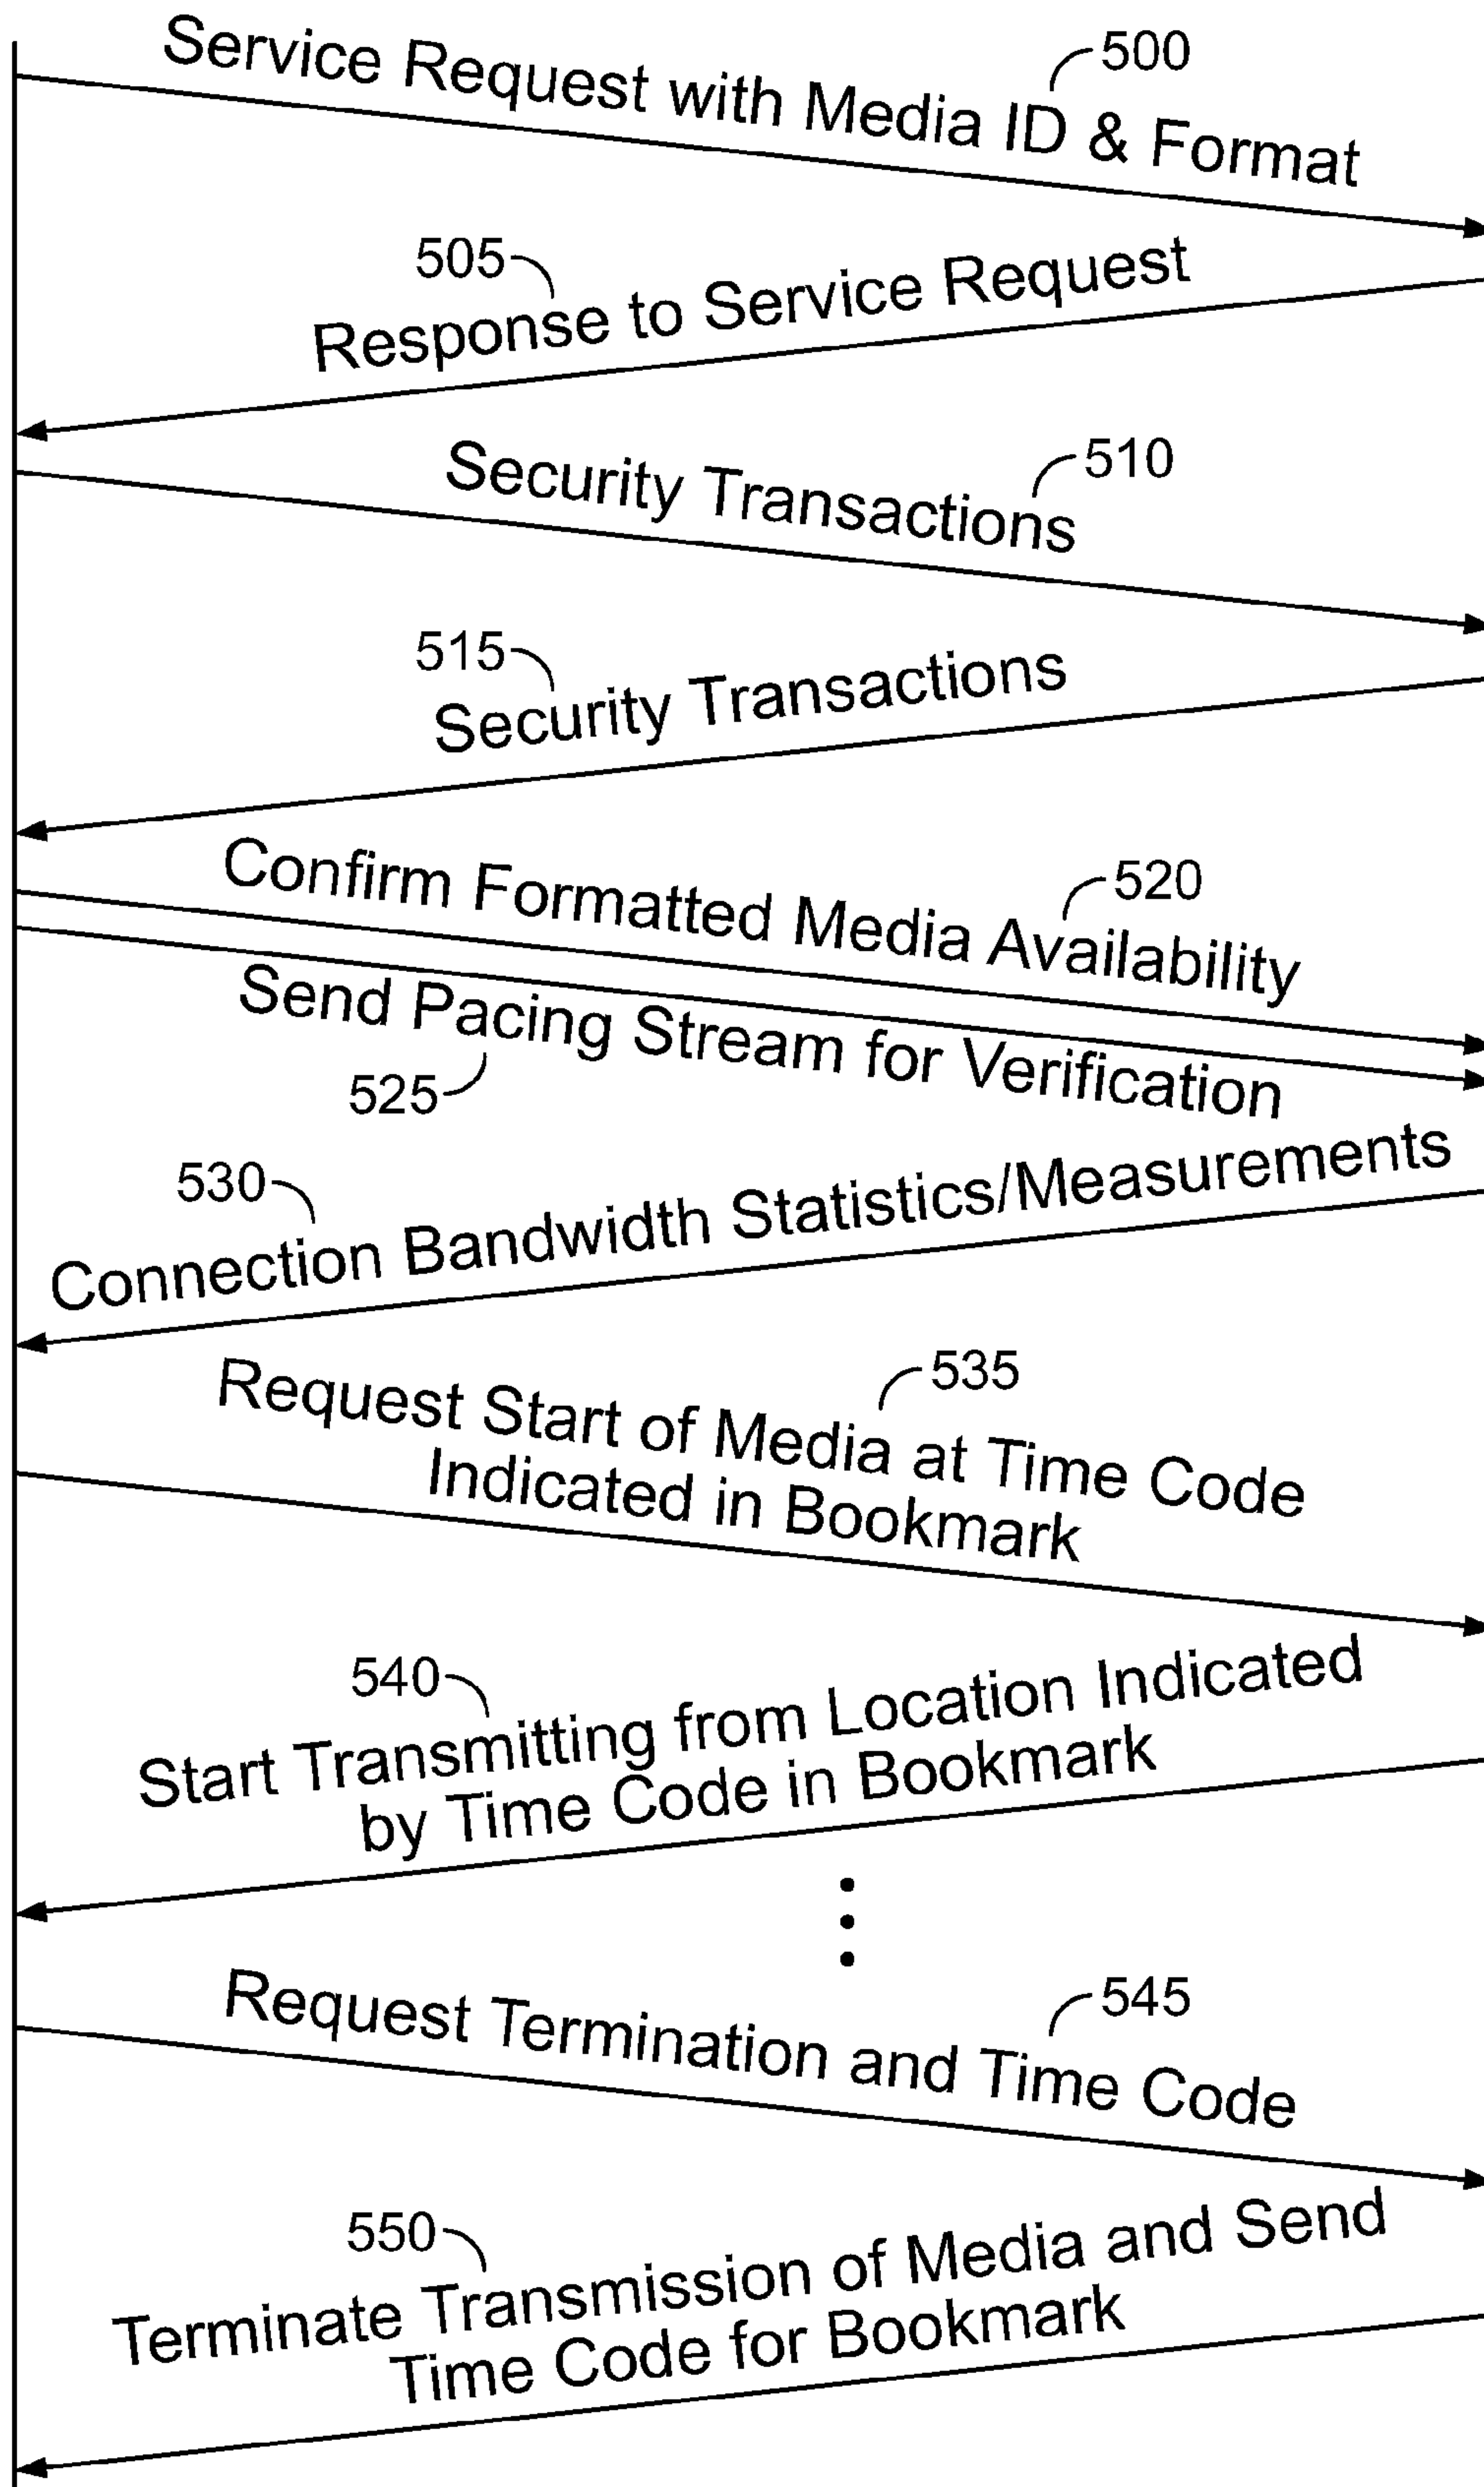 500
Service Request with Media ID & Format
505
Response to Service Request
510
Security Transactions
515
Security Transactions
520
Confirm Formatted Media Availability
Send Pacing Stream for Verification
525
530
Connection Bandwidth Statistics/Measurements
535
Request Start of Media at Time Code
Indicated in Bookmark
540
Start Transmitting from Location Indicated
by Time Code in Bookmark
545
Request Termination and Time Code
550
Terminate Transmission of Media and Send
Time Code for Bookmark